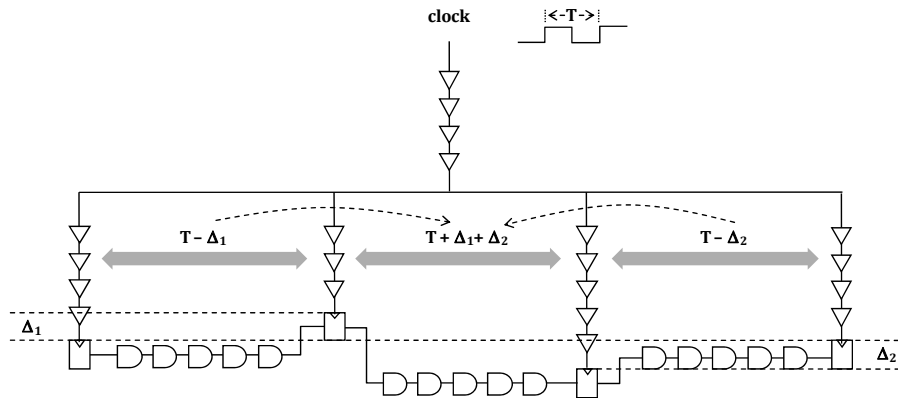 clock
T
T − Δ₁
T + Δ₁ + Δ₂
T − Δ₂
Δ₁
Δ₂